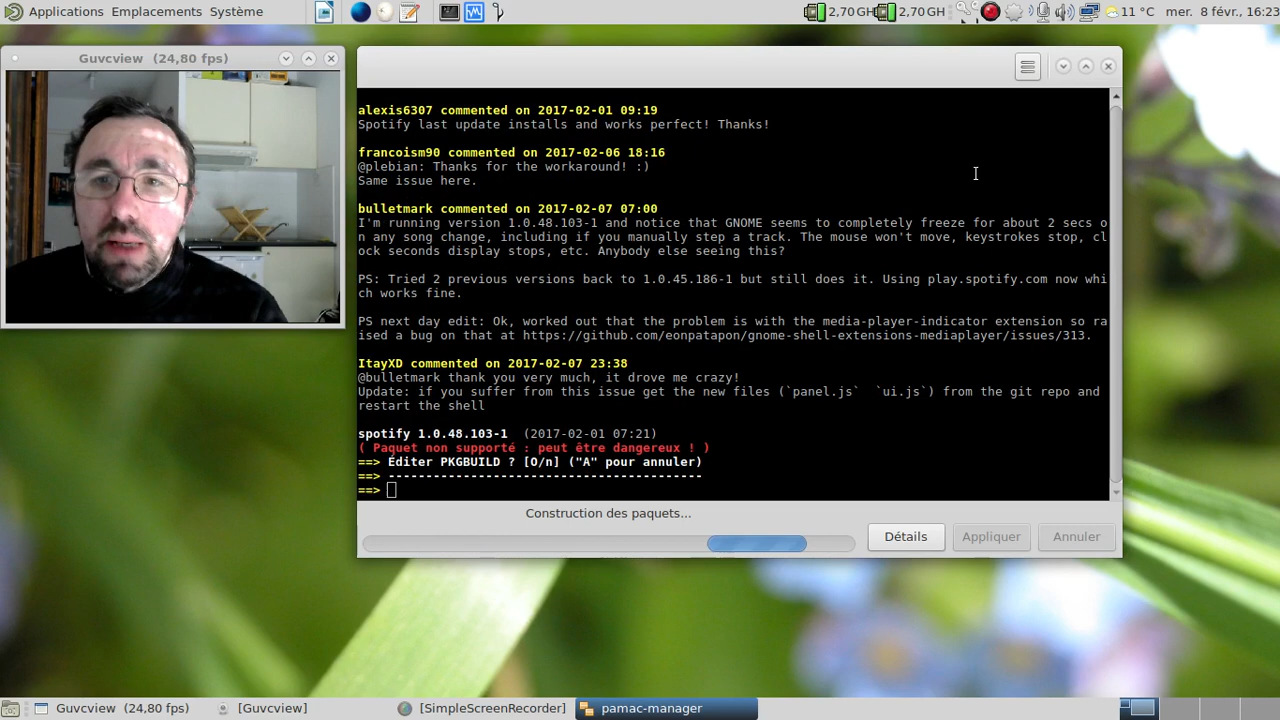 Applications Emplacements Système
2,70 GH 2,70 GH 11 °C mer. 8 févr., 16:23
Guvcview (24,80 fps)
alexis6307 commented on 2017-02-01 09:19
Spotify last update installs and works perfect! Thanks!
francoism90 commented on 2017-02-06 18:16
@plebian: Thanks for the workaround! :)
Same issue here.
bulletmark commented on 2017-02-07 07:00
I'm running version 1.0.48.103-1 and notice that GNOME seems to completely freeze for about 2 secs o
n any song change, including if you manually step a track. The mouse won't move, keystrokes stop, cl
ock seconds display stops, etc. Anybody else seeing this?
PS: Tried 2 previous versions back to 1.0.45.186-1 but still does it. Using play.spotify.com now whi
ch works fine.
PS next day edit: Ok, worked out that the problem is with the media-player-indicator extension so ra
ised a bug on that at https://github.com/eonpatapon/gnome-shell-extensions-mediaplayer/issues/313.
ItayXD commented on 2017-02-07 23:38
@bulletmark thank you very much, it drove me crazy!
Update: if you suffer from this issue get the new files (`panel.js`  `ui.js`) from the git repo and
restart the shell
spotify 1.0.48.103-1  (2017-02-01 07:21)
( Paquet non supporté : peut être dangereux ! )
==> Éditer PKGBUILD ? [O/n] ("A" pour annuler)
==> ------------------------------------------
==>
Construction des paquets...
Détails Appliquer Annuler
Guvcview (24,80 fps) [Guvcview] [SimpleScreenRecorder] pamac-manager